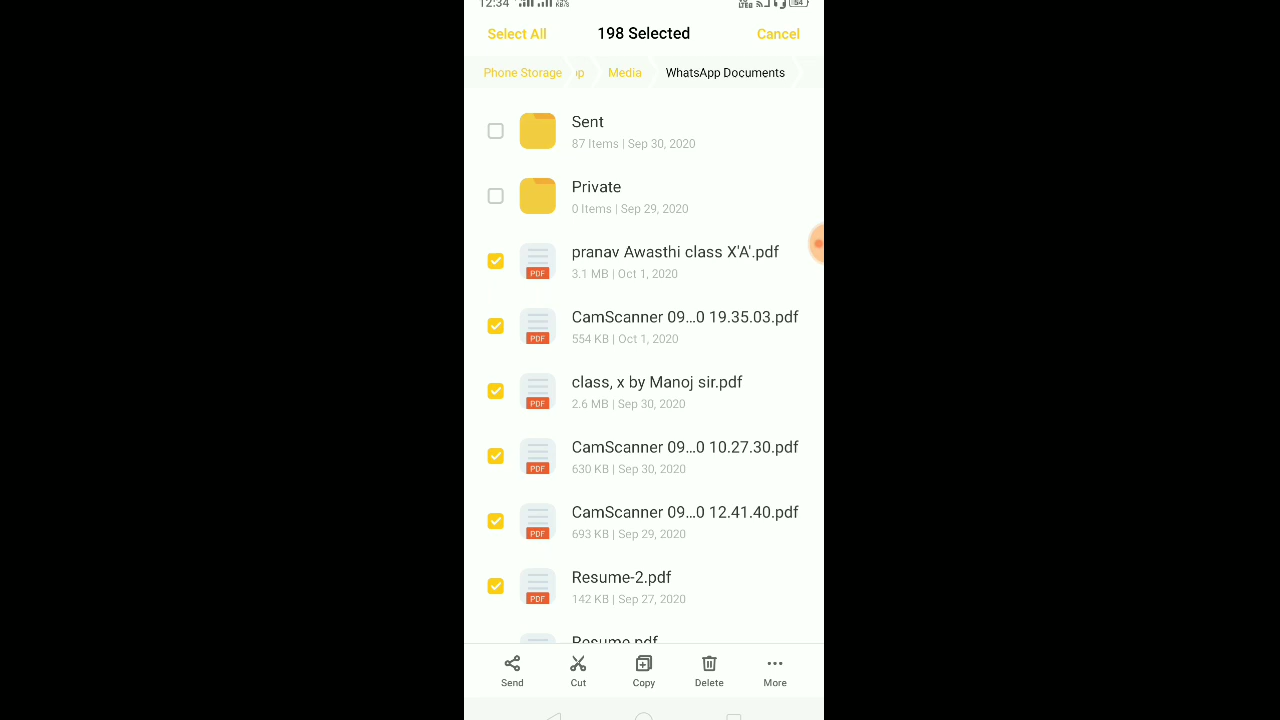 12:34
Select All 198 Selected Cancel
Phone Storage Media WhatsApp Documents
Sent
87 Items | Sep 30, 2020
Private
0 Items | Sep 29, 2020
pranav Awasthi class X'A'.pdf
PDF 3.1 MB | Oct 1, 2020
CamScanner 09...0 19.35.03.pdf
PDF 554 KB | Oct 1, 2020
class, x by Manoj sir.pdf
PDF 2.6 MB | Sep 30, 2020
CamScanner 09...0 10.27.30.pdf
PDF 630 KB | Sep 30, 2020
CamScanner 09...0 12.41.40.pdf
PDF 693 KB | Sep 29, 2020
Resume-2.pdf
PDF 142 KB | Sep 27, 2020
Resume.pdf
Send Cut Copy Delete More